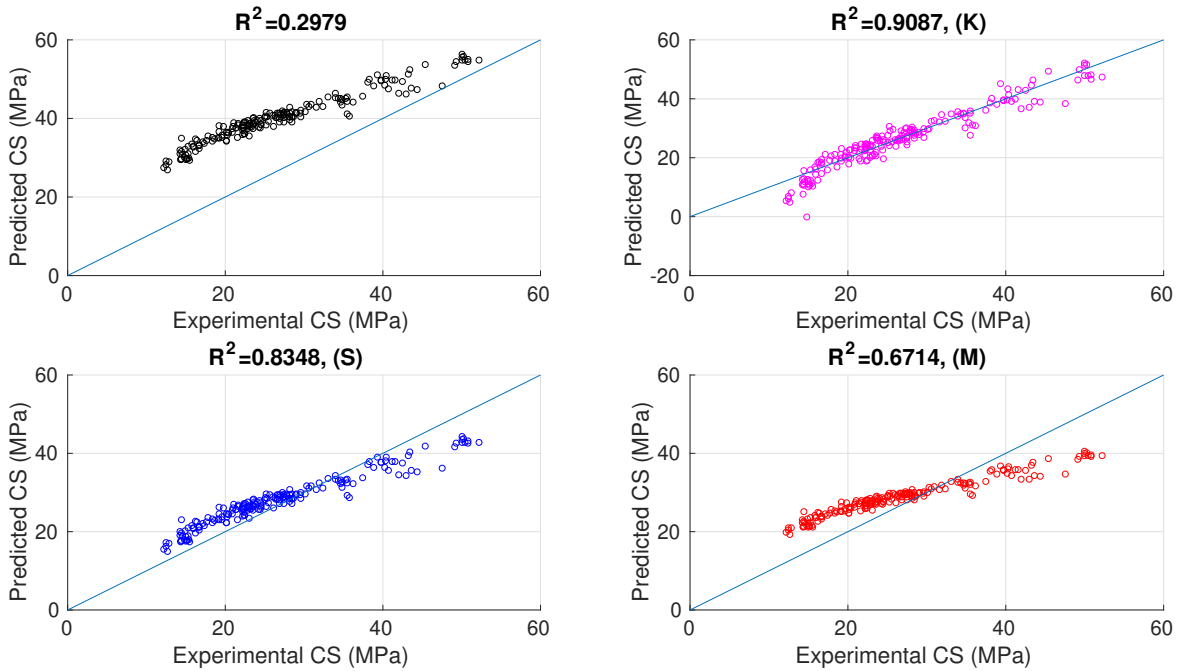 R²=0.2979
60
40
20
0
0 20 40 60
Predicted CS (MPa)
Experimental CS (MPa)
R²=0.9087, (K)
60
40
20
0
-20
0 20 40 60
Predicted CS (MPa)
Experimental CS (MPa)
R²=0.8348, (S)
60
40
20
0
0 20 40 60
Predicted CS (MPa)
Experimental CS (MPa)
R²=0.6714, (M)
60
40
20
0
0 20 40 60
Predicted CS (MPa)
Experimental CS (MPa)